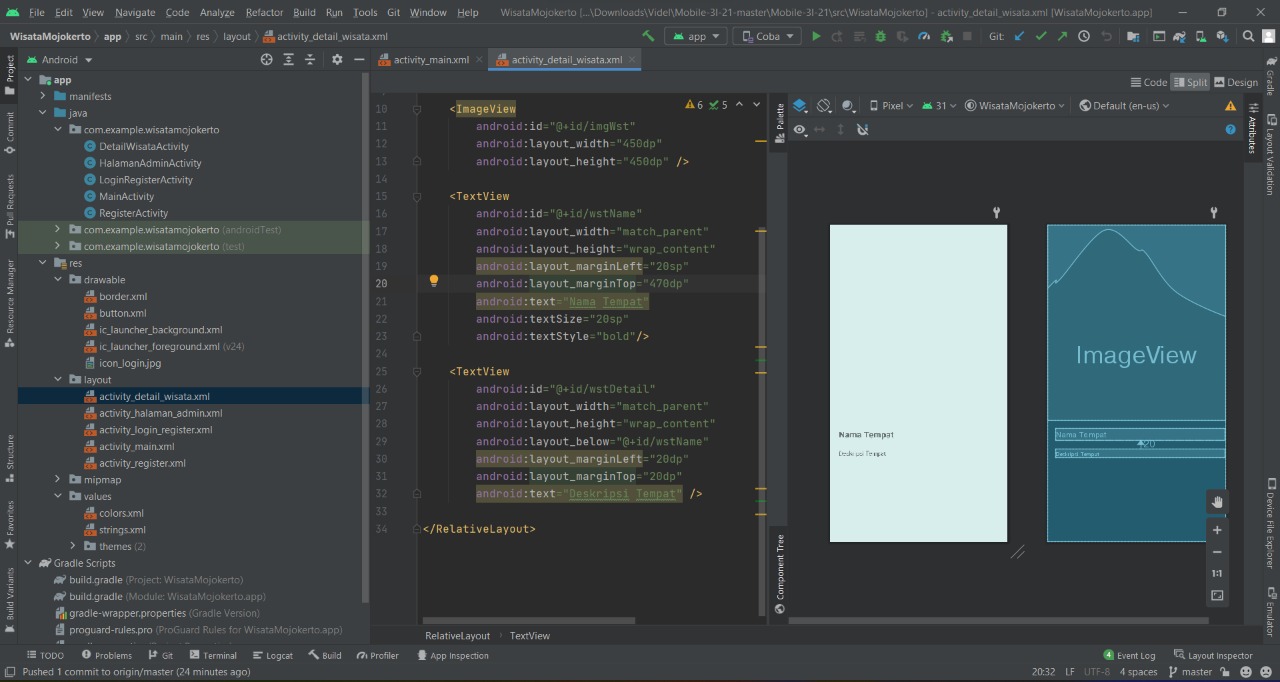 File Edit View Navigate Code Analyze Refactor Build Run Tools Git Window Help WisataMojokerto [...\Downloads\Videl\Mobile-3I-21-master\Mobile-3I-21\src\WisataMojokerto] - activity_detail_wisata.xml [WisataMojokerto.app]
WisataMojokerto app src main res layout activity_detail_wisata.xml app Coba Git:
Project
Commit
Pull Requests
Resource Manager
Structure
Favorites
Build Variants
Android
app
manifests
java
com.example.wisatamojokerto
DetailWisataActivity
HalamanAdminActivity
LoginRegisterActivity
MainActivity
RegisterActivity
com.example.wisatamojokerto (androidTest)
com.example.wisatamojokerto (test)
res
drawable
border.xml
button.xml
ic_launcher_background.xml
ic_launcher_foreground.xml (v24)
icon_login.jpg
layout
activity_detail_wisata.xml
activity_halaman_admin.xml
activity_login_register.xml
activity_main.xml
activity_register.xml
mipmap
values
colors.xml
strings.xml
themes (2)
Gradle Scripts
build.gradle (Project: WisataMojokerto)
build.gradle (Module: WisataMojokerto.app)
gradle-wrapper.properties (Gradle Version)
proguard-rules.pro (ProGuard Rules for WisataMojokerto.app)
activity_main.xml activity_detail_wisata.xml
Code Split Design
6 5
10 <ImageView
11 android:id="@+id/imgWst"
12 android:layout_width="450dp"
13 android:layout_height="450dp" />
14
15 <TextView
16 android:id="@+id/wstName"
17 android:layout_width="match_parent"
18 android:layout_height="wrap_content"
19 android:layout_marginLeft="20sp"
20 android:layout_marginTop="470dp"
21 android:text="Nama Tempat"
22 android:textSize="20sp"
23 android:textStyle="bold"/>
24
25 <TextView
26 android:id="@+id/wstDetail"
27 android:layout_width="match_parent"
28 android:layout_height="wrap_content"
29 android:layout_below="@+id/wstName"
30 android:layout_marginLeft="20dp"
31 android:layout_marginTop="20dp"
32 android:text="Deskripsi Tempat" />
33
34 </RelativeLayout>
RelativeLayout TextView
Palette
Component Tree
Pixel 31 WisataMojokerto Default (en-us)
Nama Tempat
Deskripsi Tempat
ImageView
Nama Tempat
20
Deskripsi Tempat
1:1
Attributes
Gradle
Layout Validation
Device File Explorer
Emulator
TODO Problems Git Terminal Logcat Build Profiler App Inspection 4 Event Log Layout Inspector
Pushed 1 commit to origin/master (24 minutes ago) 20:32 LF UTF-8 4 spaces master